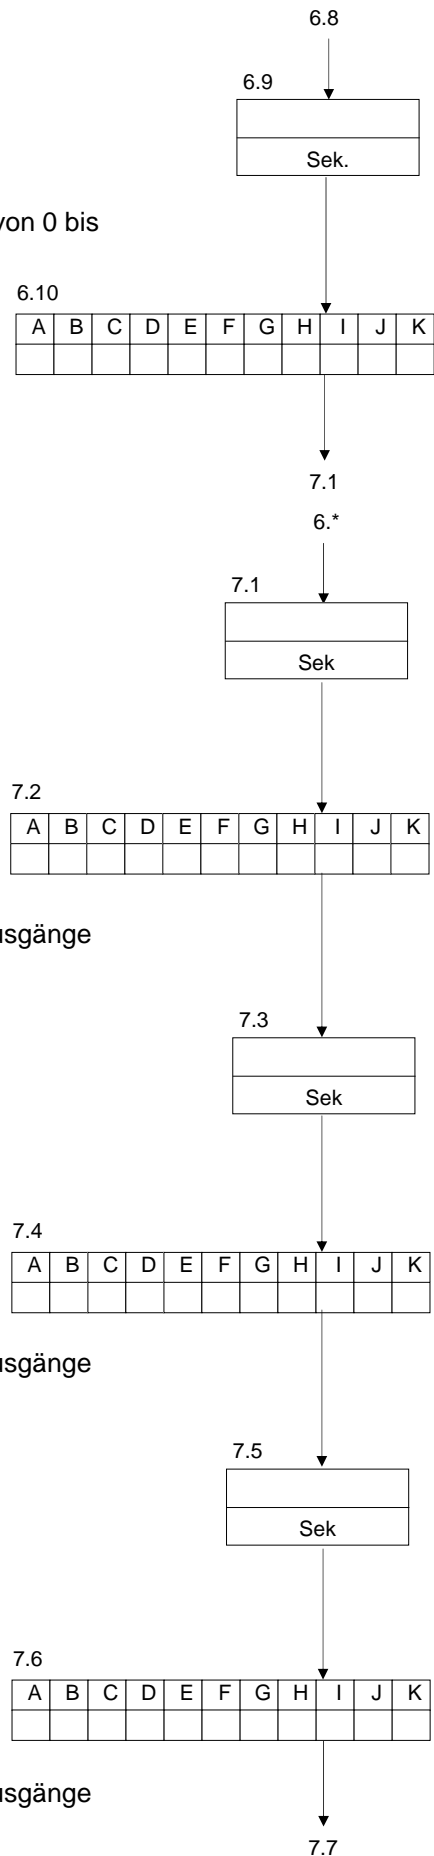 6.8
6.9
Sek.
von 0 bis
6.10
A B C D E F G H I J K
7.1
6.*
7.1
Sek
7.2
A B C D E F G H I J K
usgänge
7.3
Sek
7.4
A B C D E F G H I J K
usgänge
7.5
Sek
7.6
A B C D E F G H I J K
usgänge
7.7